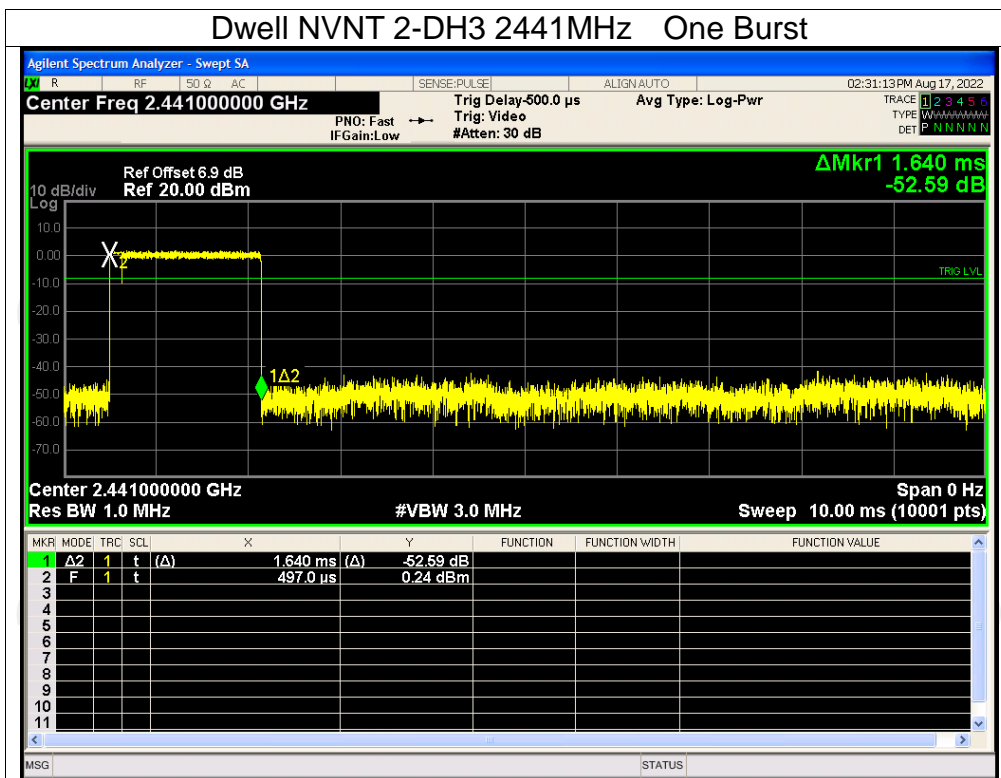 Dwell NVNT 2-DH3 2441MHz One Burst
Agilent Spectrum Analyzer - Swept SA
LXI R RF 50 Ω AC SENSE:PULSE ALIGN AUTO 02:31:13 PM Aug 17, 2022
Center Freq 2.441000000 GHz Trig Delay-500.0 µs Avg Type: Log-Pwr TRACE 1 2 3 4 5 6
PNO: Fast Trig: Video TYPE WWWWWW
IFGain:Low #Atten: 30 dB DET P N N N N N
ΔMkr1 1.640 ms
Ref Offset 6.9 dB -52.59 dB
10 dB/div Ref 20.00 dBm
Log
10.0
0.00
2
TRIG LVL
-10.0
-20.0
-30.0
-40.0
1Δ2
-50.0
-60.0
-70.0
Center 2.441000000 GHz Span 0 Hz
Res BW 1.0 MHz #VBW 3.0 MHz Sweep 10.00 ms (10001 pts)
MKR MODE TRC SCL X Y FUNCTION FUNCTION WIDTH FUNCTION VALUE
1 Δ2 1 t (Δ) 1.640 ms (Δ) -52.59 dB
2 F 1 t 497.0 µs 0.24 dBm
3
4
5
6
7
8
9
10
11
MSG STATUS